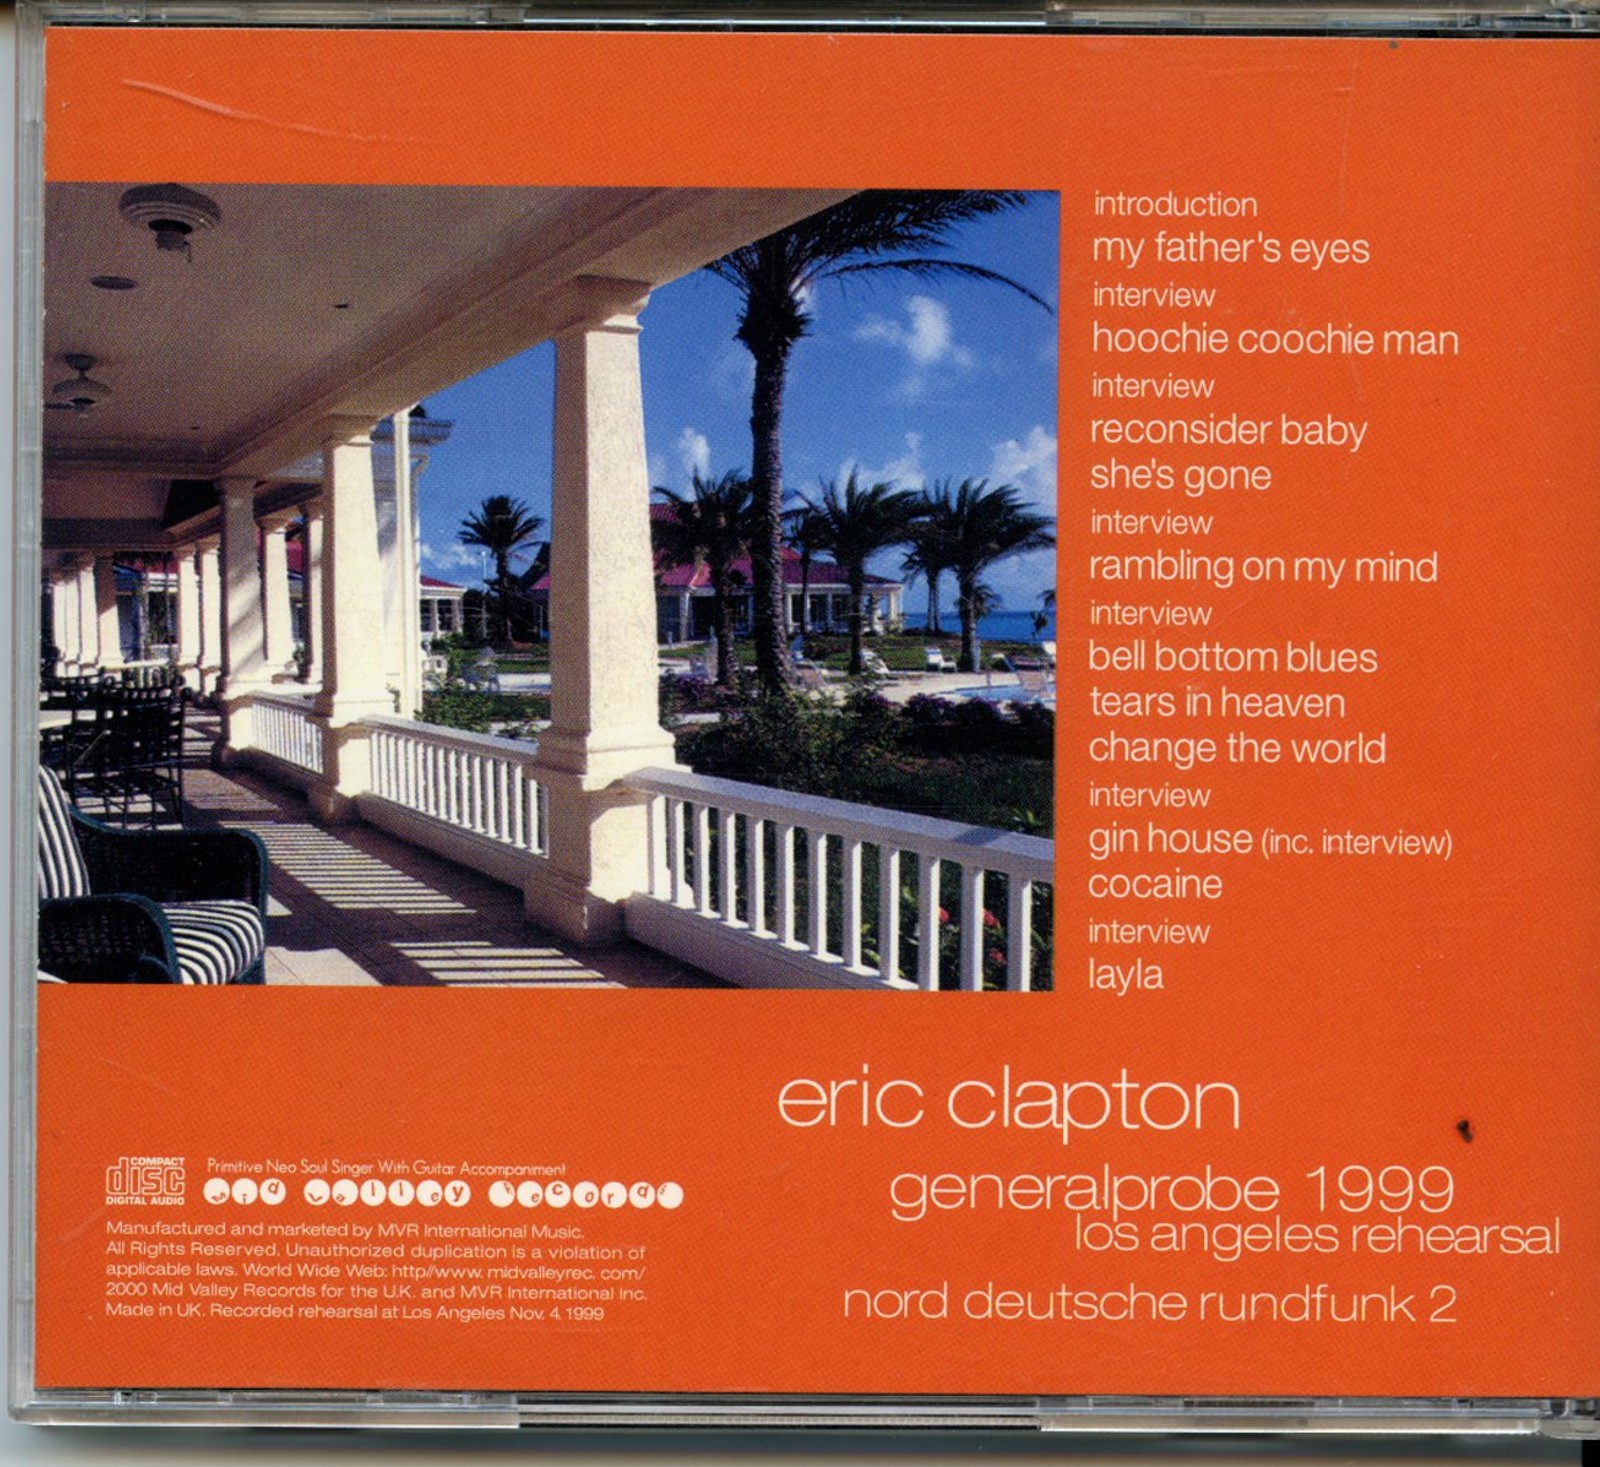 introduction
my father's eyes
interview
hoochie coochie man
interview
reconsider baby
she's gone
interview
rambling on my mind
interview
bell bottom blues
tears in heaven
change the world
interview
gin house (inc. interview)
cocaine
interview
layla
eric clapton
generalprobe 1999
los angeles rehearsal
nord deutsche rundfunk 2
COMPACT
disc
DIGITAL AUDIO
Primitive Neo Soul Singer With Guitar Accompaniment
Mid Valley Records
Manufactured and marketed by MVR International Music.
All Rights Reserved. Unauthorized duplication is a violation of
applicable laws. World Wide Web: http//www. midvalleyrec. com/
2000 Mid Valley Records for the U.K. and MVR International Inc.
Made in UK. Recorded rehearsal at Los Angeles Nov. 4, 1999